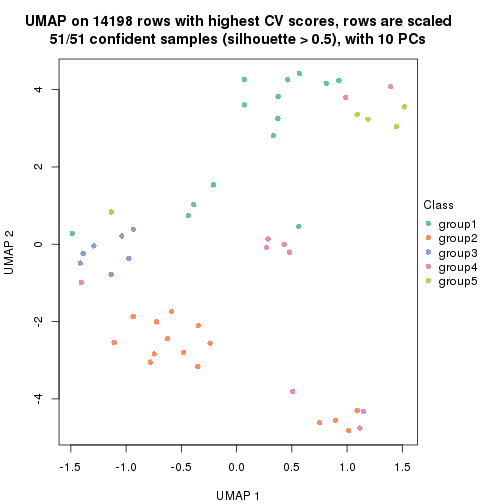 UMAP on 14198 rows with highest CV scores, rows are scaled
51/51 confident samples (silhouette > 0.5), with 10 PCs
4
2
0
-2
-4
UMAP 2
-1.5 -1.0 -0.5 0.0 0.5 1.0 1.5
UMAP 1
Class
group1
group2
group3
group4
group5